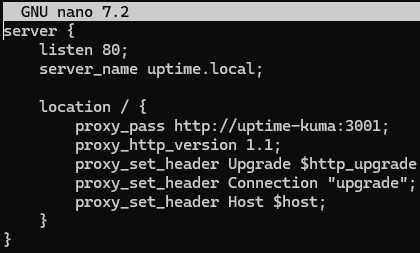 GNU nano 7.2
server {
    listen 80;
    server_name uptime.local;

    location / {
        proxy_pass http://uptime-kuma:3001;
        proxy_http_version 1.1;
        proxy_set_header Upgrade $http_upgrade
        proxy_set_header Connection "upgrade";
        proxy_set_header Host $host;
    }
}